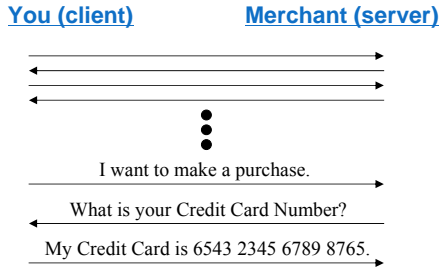 You (client) Merchant (server)
I want to make a purchase.
What is your Credit Card Number?
My Credit Card is 6543 2345 6789 8765.